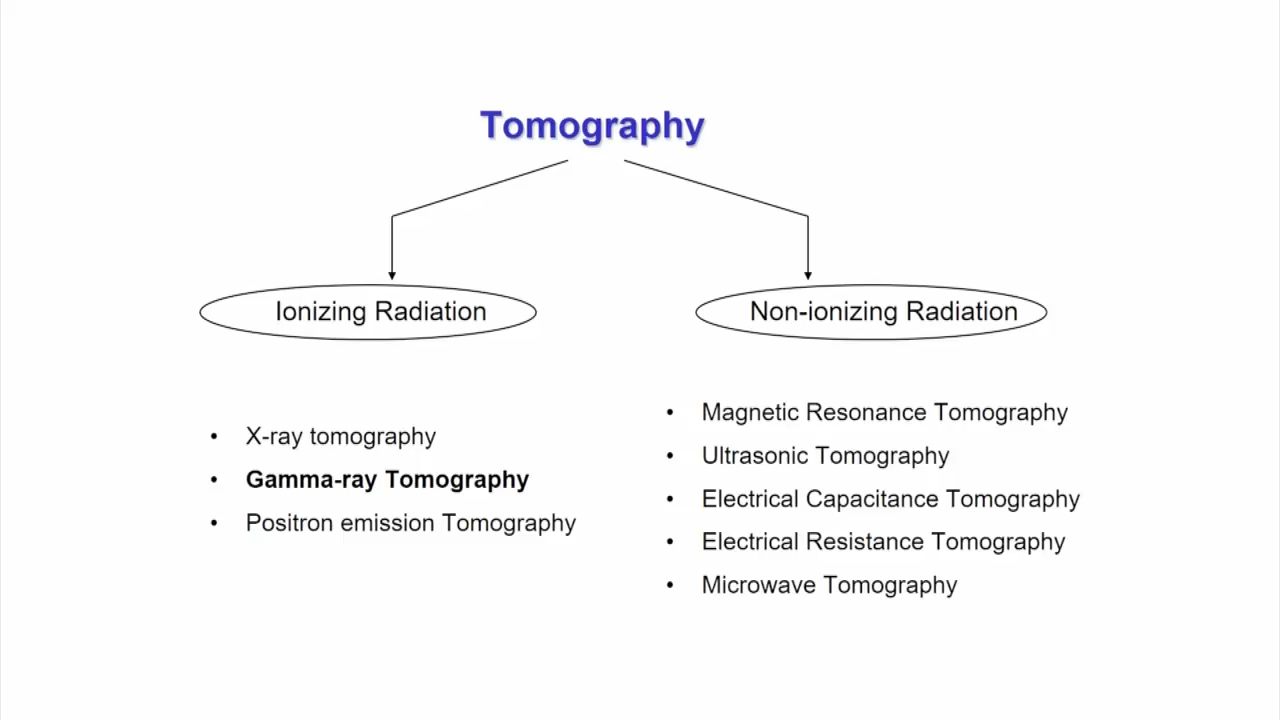 Tomography
Ionizing Radiation
Non-ionizing Radiation
• X-ray tomography
• Gamma-ray Tomography
• Positron emission Tomography
• Magnetic Resonance Tomography
• Ultrasonic Tomography
• Electrical Capacitance Tomography
• Electrical Resistance Tomography
• Microwave Tomography